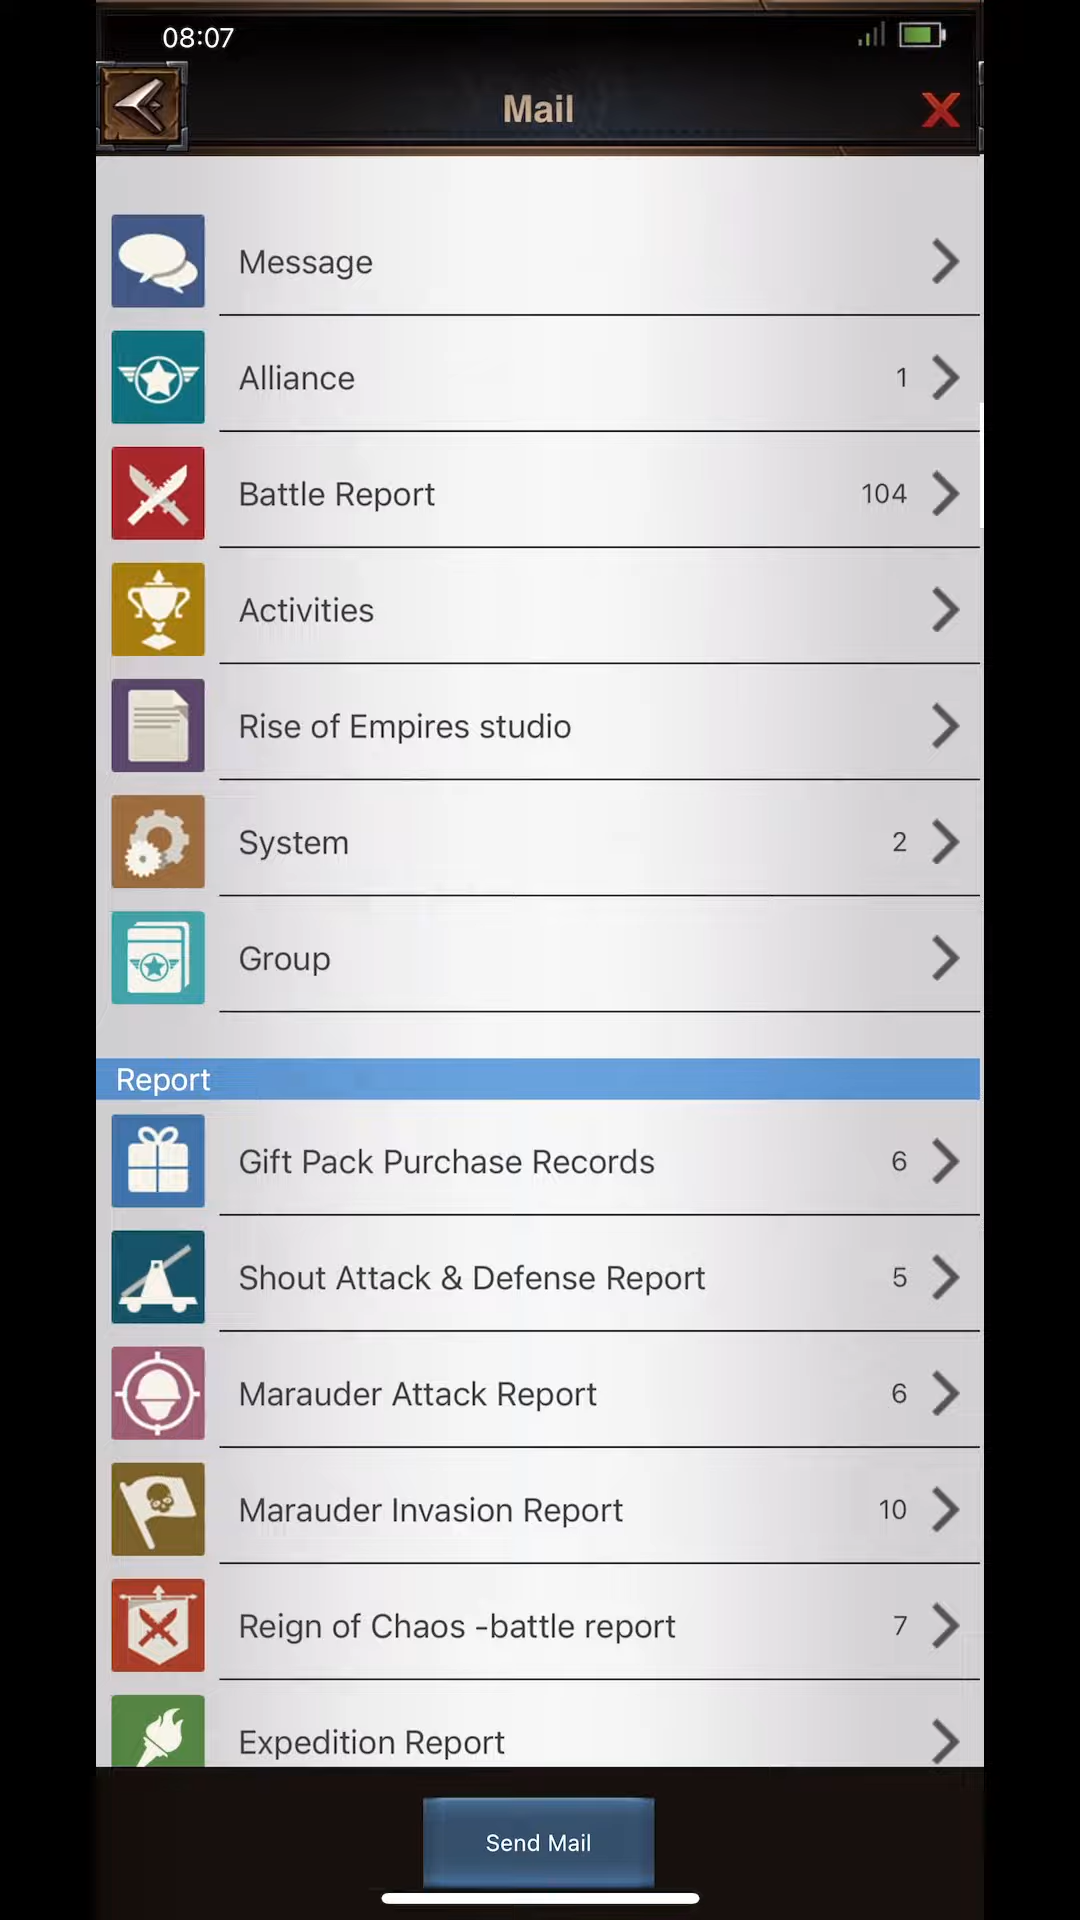 08:07
Mail
Message
Alliance 1
Battle Report 104
Activities
Rise of Empires studio
System 2
Group
Report
Gift Pack Purchase Records 6
Shout Attack & Defense Report 5
Marauder Attack Report 6
Marauder Invasion Report 10
Reign of Chaos -battle report 7
Expedition Report
Send Mail